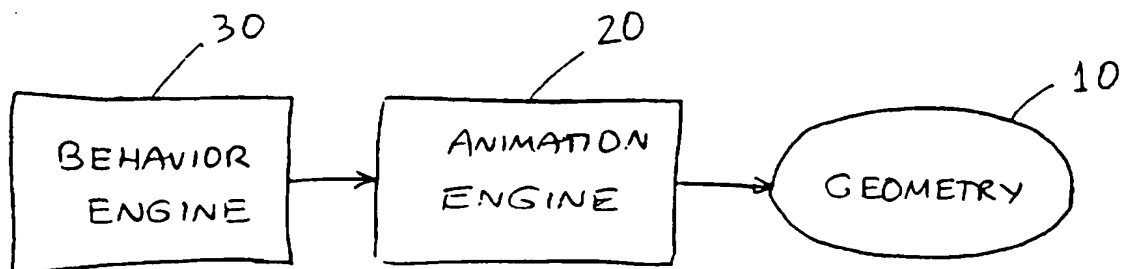 30
20
10
BEHAVIOR
ENGINE
ANIMATION
ENGINE
GEOMETRY